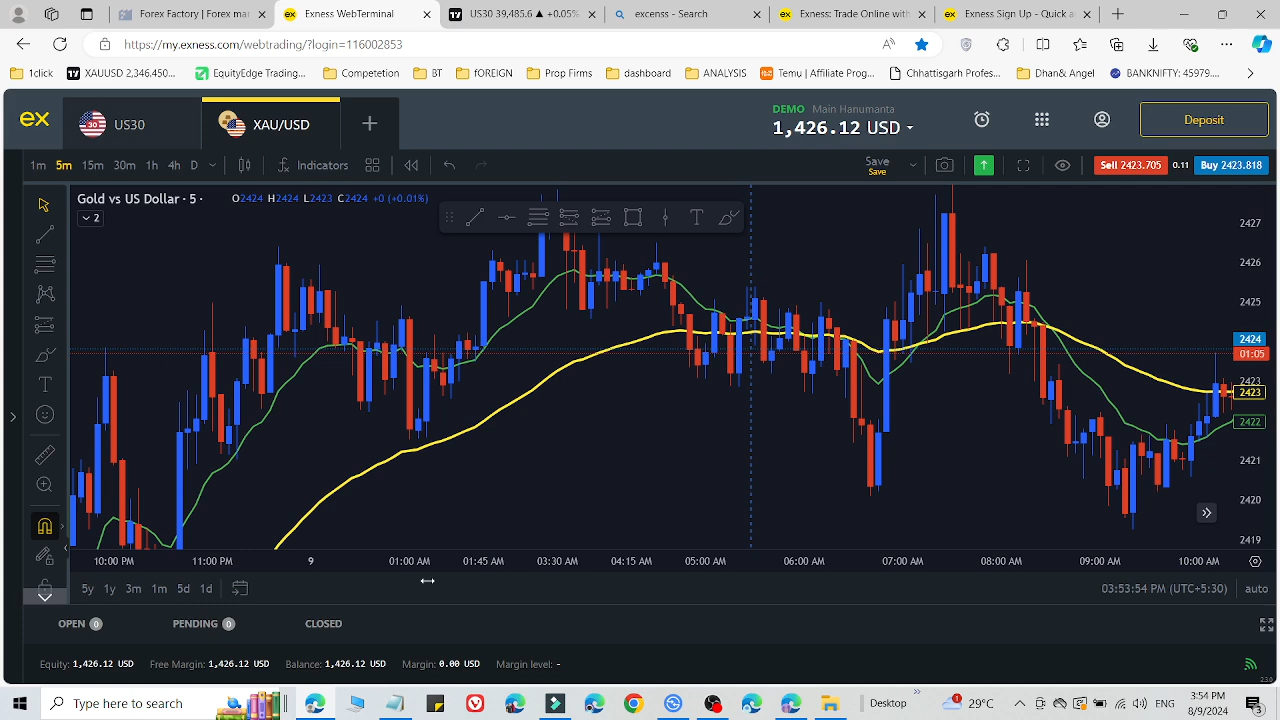 Economic Calendar | Forex mar
Exness WebTerminal
US30 39,485.6 ▲ +0.05%
excenss - Search
Exness: Trade Online with
Sign Up - Quick an
https://my.exness.com/webtrading/?login=116002853
1click
XAUUSD 2,346,450...
EquityEdge Trading...
Competetion
BT
fOREIGN
Prop Firms
dashboard
ANALYSIS
Temu | Affiliate Prog...
Chhattisgarh Profes...
Dhan& Angel
BANKNIFTY: 4579...
ex
US30
XAU/USD
DEMO Main Hanumanta
1,426.12 USD
Deposit
1m 5m 15m 30m 1h 4h D
Indicators
Save
Save
Sell 2423.705
0.11
Buy 2423.818
Gold vs US Dollar · 5 ·
O2424 H2424 L2423 C2424 +0 (+0.01%)
2
2427
2426
2425
2424
01:05
2423
2423
2422
2421
2420
2419
10:00 PM
11:00 PM
9
01:00 AM
01:45 AM
03:30 AM
04:15 AM
05:00 AM
06:00 AM
07:00 AM
08:00 AM
09:00 AM
10:00 AM
5y 1y 3m 1m 5d 1d
03:53:54 PM (UTC+5:30)
auto
OPEN 0
PENDING 0
CLOSED
Equity: 1,426.12 USD
Free Margin: 1,426.12 USD
Balance: 1,426.12 USD
Margin: 0.00 USD
Margin level: -
230
Type here to search
Desktop
29°C
ENG
3:54 PM
8/9/2024
3